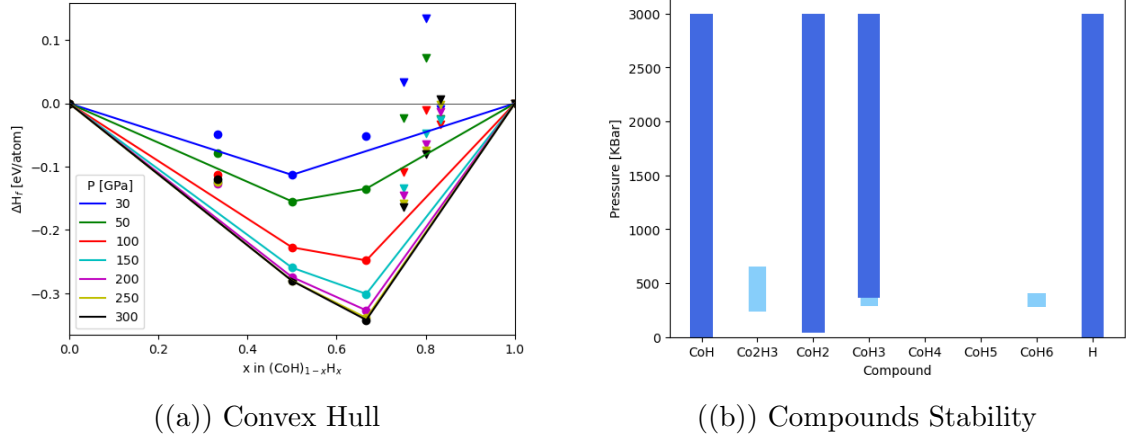 0.1
0.0
−0.1
−0.2
−0.3
ΔHf [eV/atom]
P [GPa]
30
50
100
150
200
250
300
0.0 0.2 0.4 0.6 0.8 1.0
x in (CoH)1−xHx
((a)) Convex Hull
3000
2500
2000
1500
1000
500
0
Pressure [KBar]
CoH Co2H3 CoH2 CoH3 CoH4 CoH5 CoH6 H
Compound
((b)) Compounds Stability